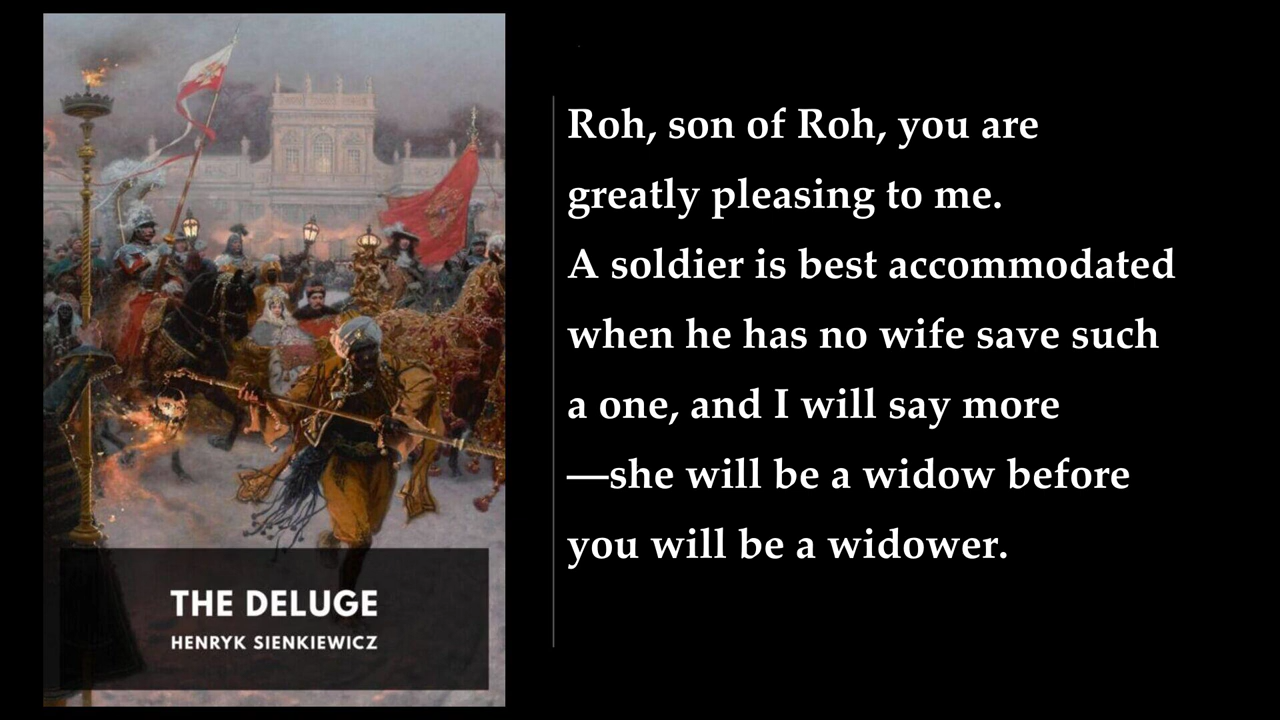 THE DELUGE
HENRYK SIENKIEWICZ
Roh, son of Roh, you are
greatly pleasing to me.
A soldier is best accommodated
when he has no wife save such
a one, and I will say more
—she will be a widow before
you will be a widower.